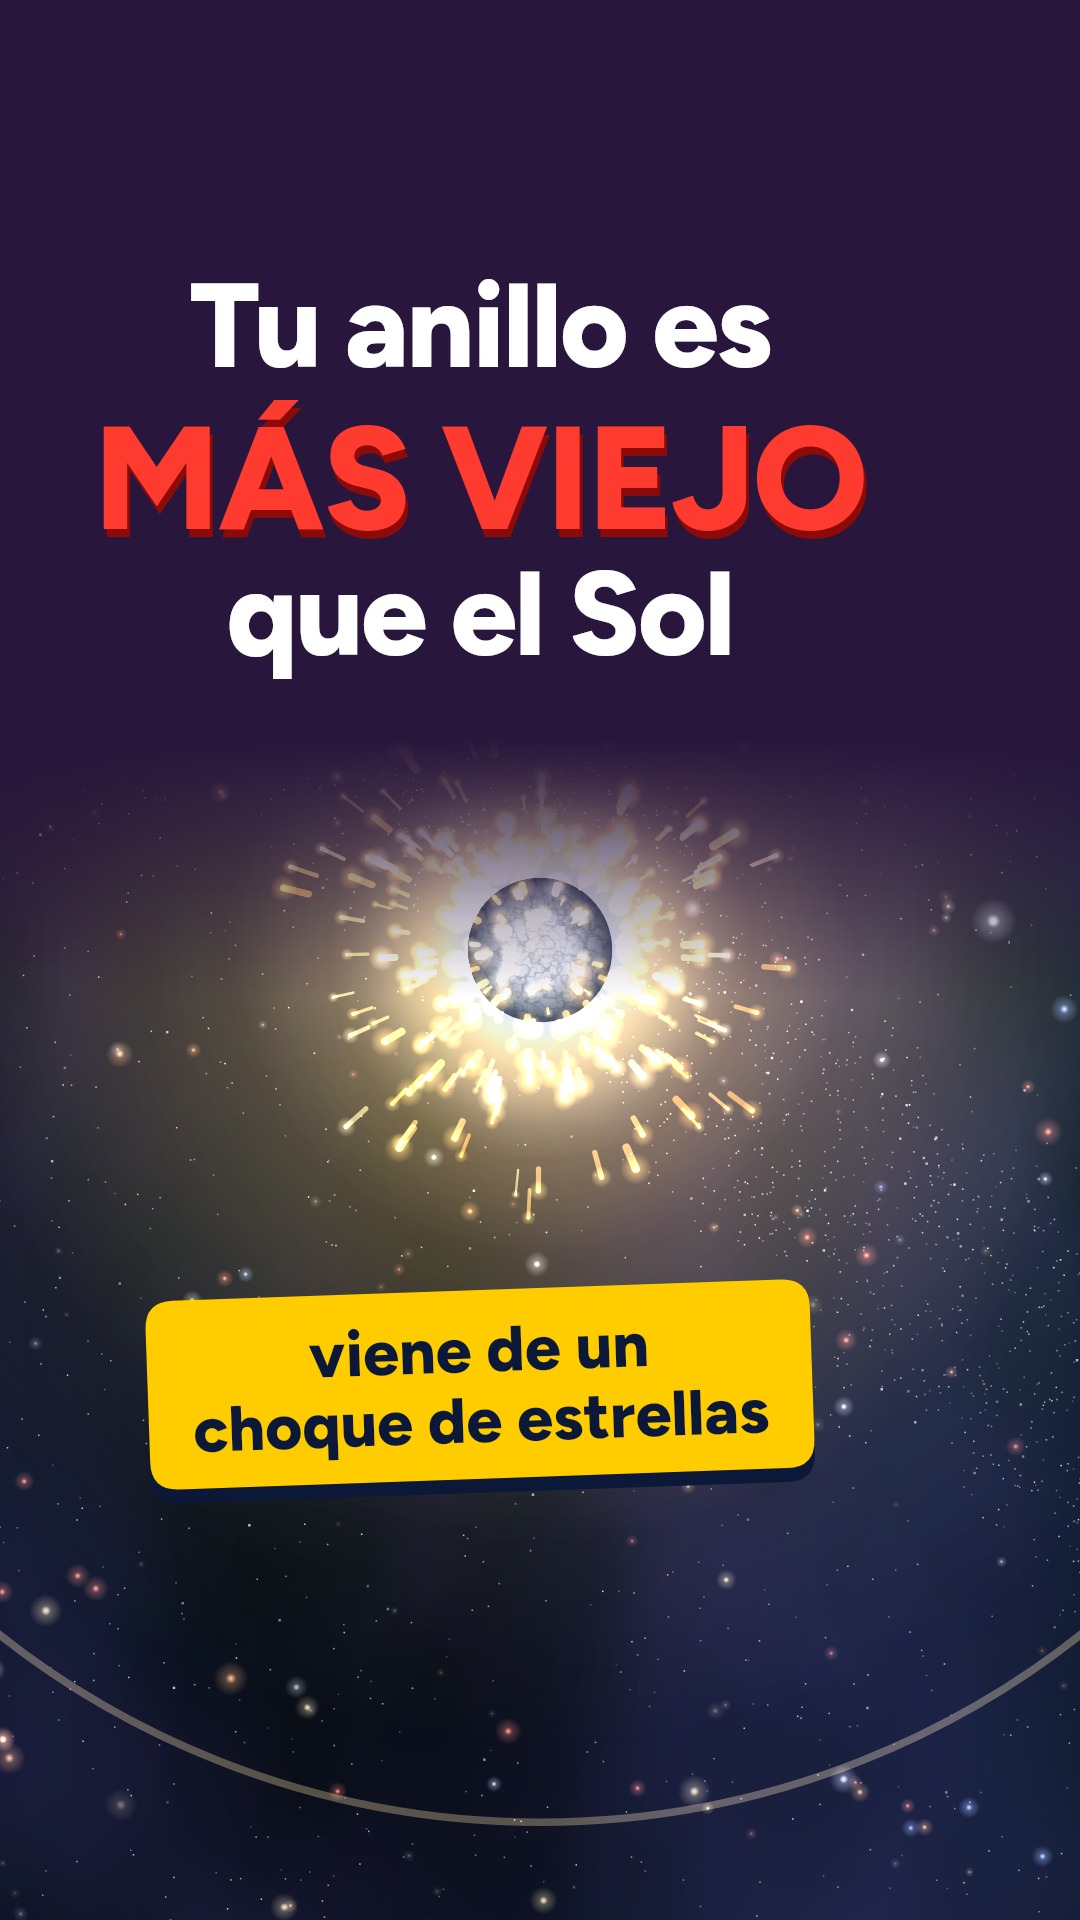 Tu anillo es
MÁS VIEJO
que el Sol
viene de un
choque de estrellas